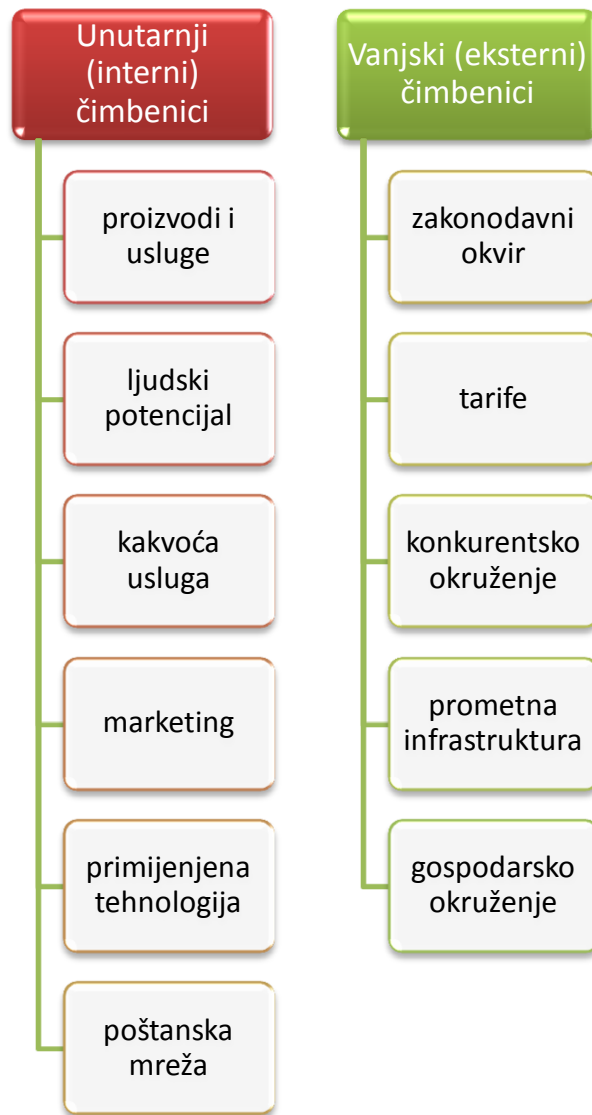 Unutarnji
(interni)
čimbenici
proizvodi i
usluge
ljudski
potencijal
kakvoća
usluga
marketing
primijenjena
tehnologija
poštanska
mreža
Vanjski (eksterni)
čimbenici
zakonodavni
okvir
tarife
konkurentsko
okruženje
prometna
infrastruktura
gospodarsko
okruženje